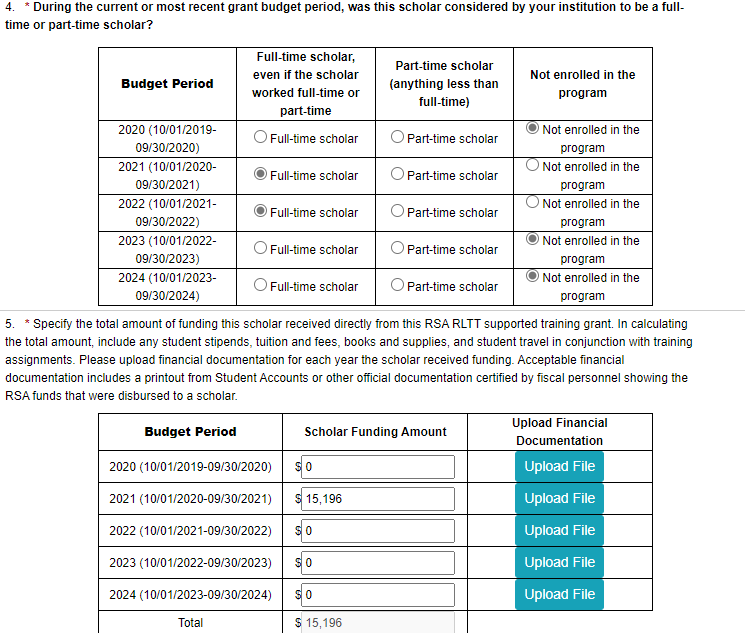 4. * During the current or most recent grant budget period, was this scholar considered by your institution to be a full-
time or part-time scholar?
Budget Period
Full-time scholar,
even if the scholar
worked full-time or
part-time
Part-time scholar
(anything less than
full-time)
Not enrolled in the
program
2020 (10/01/2019-
09/30/2020)
Full-time scholar
Part-time scholar
Not enrolled in the
program
2021 (10/01/2020-
09/30/2021)
Full-time scholar
Part-time scholar
Not enrolled in the
program
2022 (10/01/2021-
09/30/2022)
Full-time scholar
Part-time scholar
Not enrolled in the
program
2023 (10/01/2022-
09/30/2023)
Full-time scholar
Part-time scholar
Not enrolled in the
program
2024 (10/01/2023-
09/30/2024)
Full-time scholar
Part-time scholar
Not enrolled in the
program
5. * Specify the total amount of funding this scholar received directly from this RSA RLTT supported training grant. In calculating
the total amount, include any student stipends, tuition and fees, books and supplies, and student travel in conjunction with training
assignments. Please upload financial documentation for each year the scholar received funding. Acceptable financial
documentation includes a printout from Student Accounts or other official documentation certified by fiscal personnel showing the
RSA funds that were disbursed to a scholar.
Budget Period
Scholar Funding Amount
Upload Financial
Documentation
2020 (10/01/2019-09/30/2020) $ 0 Upload File
2021 (10/01/2020-09/30/2021) $ 15,196 Upload File
2022 (10/01/2021-09/30/2022) $ 0 Upload File
2023 (10/01/2022-09/30/2023) $ 0 Upload File
2024 (10/01/2023-09/30/2024) $ 0 Upload File
Total $ 15,196